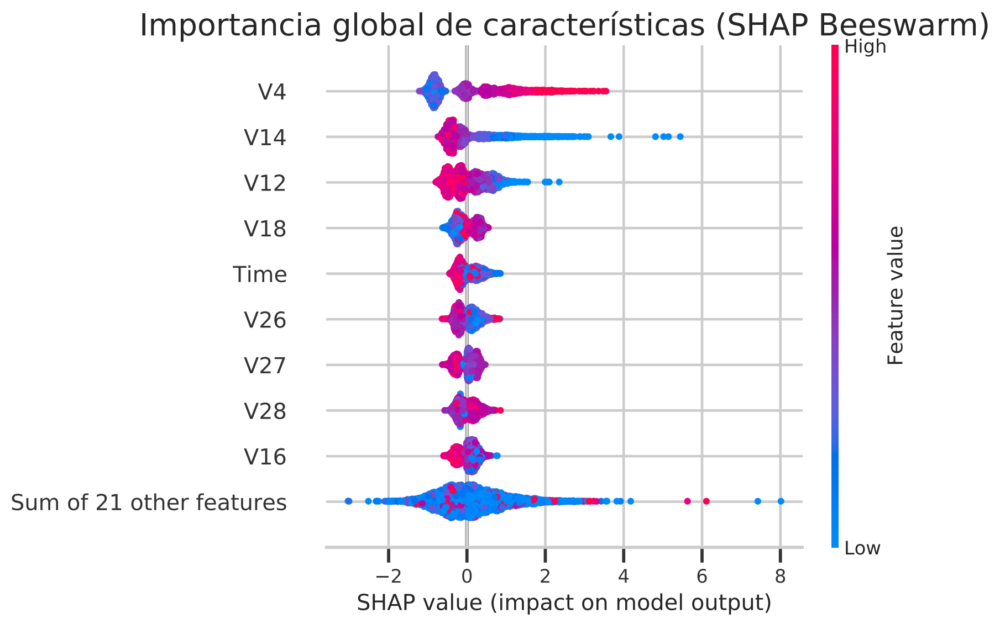 Importancia global de características (SHAP Beeswarm)
High
V4
V14
V12
V18
Time
V26
V27
V28
V16
Sum of 21 other features
Feature value
Low
−2 0 2 4 6 8
SHAP value (impact on model output)